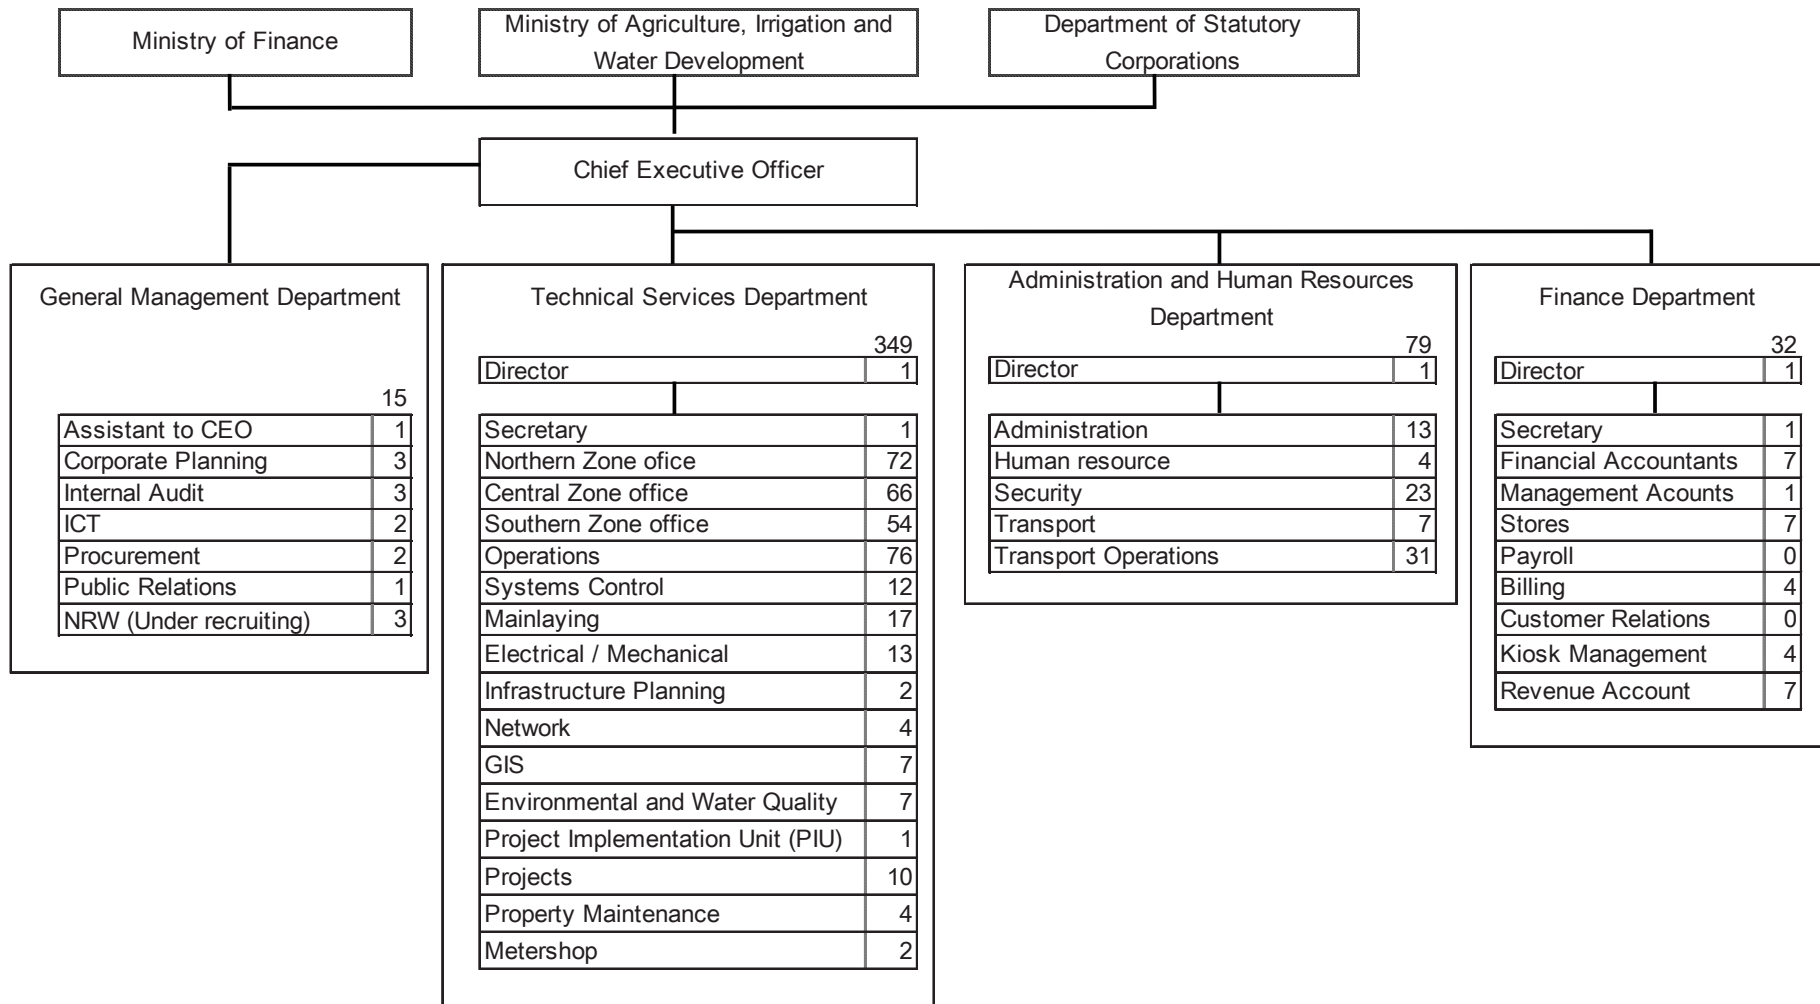 Ministry of Finance
Ministry of Agriculture, Irrigation and
Water Development
Department of Statutory
Corporations
Chief Executive Officer
General Management Department
15
Assistant to CEO 1
Corporate Planning 3
Internal Audit 3
ICT 2
Procurement 2
Public Relations 1
NRW (Under recruiting) 3
Technical Services Department
349
Director 1
Secretary 1
Northern Zone ofice 72
Central Zone office 66
Southern Zone office 54
Operations 76
Systems Control 12
Mainlaying 17
Electrical / Mechanical 13
Infrastructure Planning 2
Network 4
GIS 7
Environmental and Water Quality 7
Project Implementation Unit (PIU) 1
Projects 10
Property Maintenance 4
Metershop 2
Administration and Human Resources
Department
79
Director 1
Administration 13
Human resource 4
Security 23
Transport 7
Transport Operations 31
Finance Department
32
Director 1
Secretary 1
Financial Accountants 7
Management Acounts 1
Stores 7
Payroll 0
Billing 4
Customer Relations 0
Kiosk Management 4
Revenue Account 7